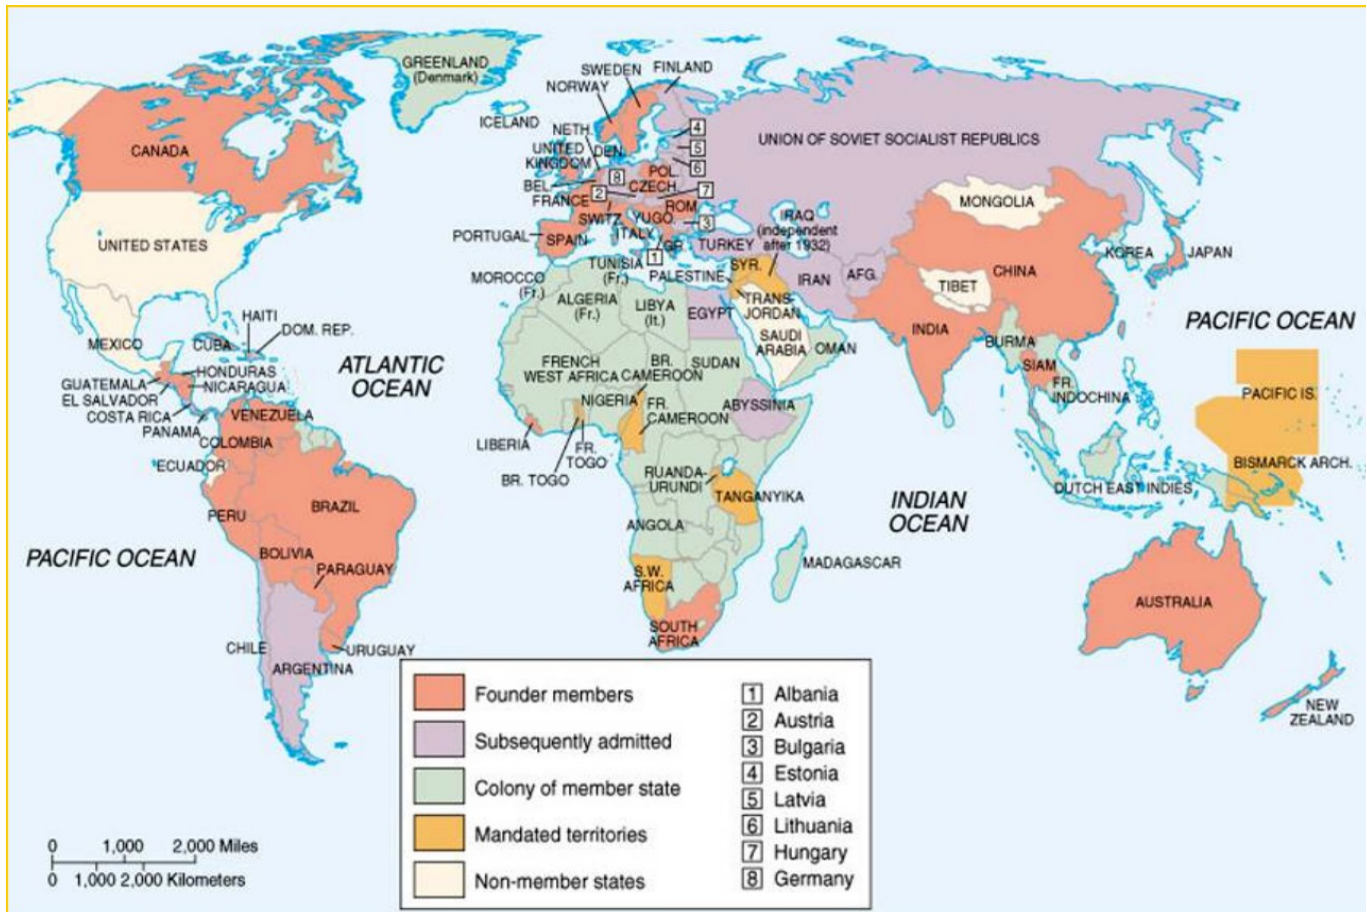 GREENLAND
(Denmark)
ICELAND
NORWAY
SWEDEN
FINLAND
CANADA
UNITED STATES
MEXICO
CUBA
HAITI
DOM. REP.
HONDURAS
NICARAGUA
GUATEMALA
EL SALVADOR
COSTA RICA
PANAMA
VENEZUELA
COLOMBIA
ECUADOR
PERU
BRAZIL
BOLIVIA
PARAGUAY
CHILE
ARGENTINA
URUGUAY
ATLANTIC
OCEAN
PACIFIC OCEAN
NETH.
UNITED
KINGDOM
DEN.
BEL.
FRANCE
SWITZ.
POL.
CZECH.
ROM.
YUGO.
ITALY
GR.
PORTUGAL
SPAIN
4
5
6
8
7
2
3
1
UNION OF SOVIET SOCIALIST REPUBLICS
TURKEY
IRAQ
(independent
after 1932)
SYR.
PALESTINE
TRANS-
JORDAN
SAUDI
ARABIA
OMAN
IRAN
AFG.
MONGOLIA
CHINA
TIBET
KOREA
JAPAN
INDIA
BURMA
SIAM
FR.
INDOCHINA
DUTCH EAST INDIES
PACIFIC OCEAN
PACIFIC IS.
BISMARCK ARCH.
MOROCCO
(Fr.)
TUNISIA
(Fr.)
ALGERIA
(Fr.)
LIBYA
(It.)
EGYPT
FRENCH
WEST AFRICA
BR.
CAMEROON
SUDAN
NIGERIA
FR.
CAMEROON
ABYSSINIA
LIBERIA
BR. TOGO
FR.
TOGO
RUANDA-
URUNDI
TANGANYIKA
ANGOLA
S.W.
AFRICA
SOUTH
AFRICA
MADAGASCAR
INDIAN
OCEAN
AUSTRALIA
NEW
ZEALAND
Founder members
Subsequently admitted
Colony of member state
Mandated territories
Non-member states
1 Albania
2 Austria
3 Bulgaria
4 Estonia
5 Latvia
6 Lithuania
7 Hungary
8 Germany
0 1,000 2,000 Miles
0 1,000 2,000 Kilometers